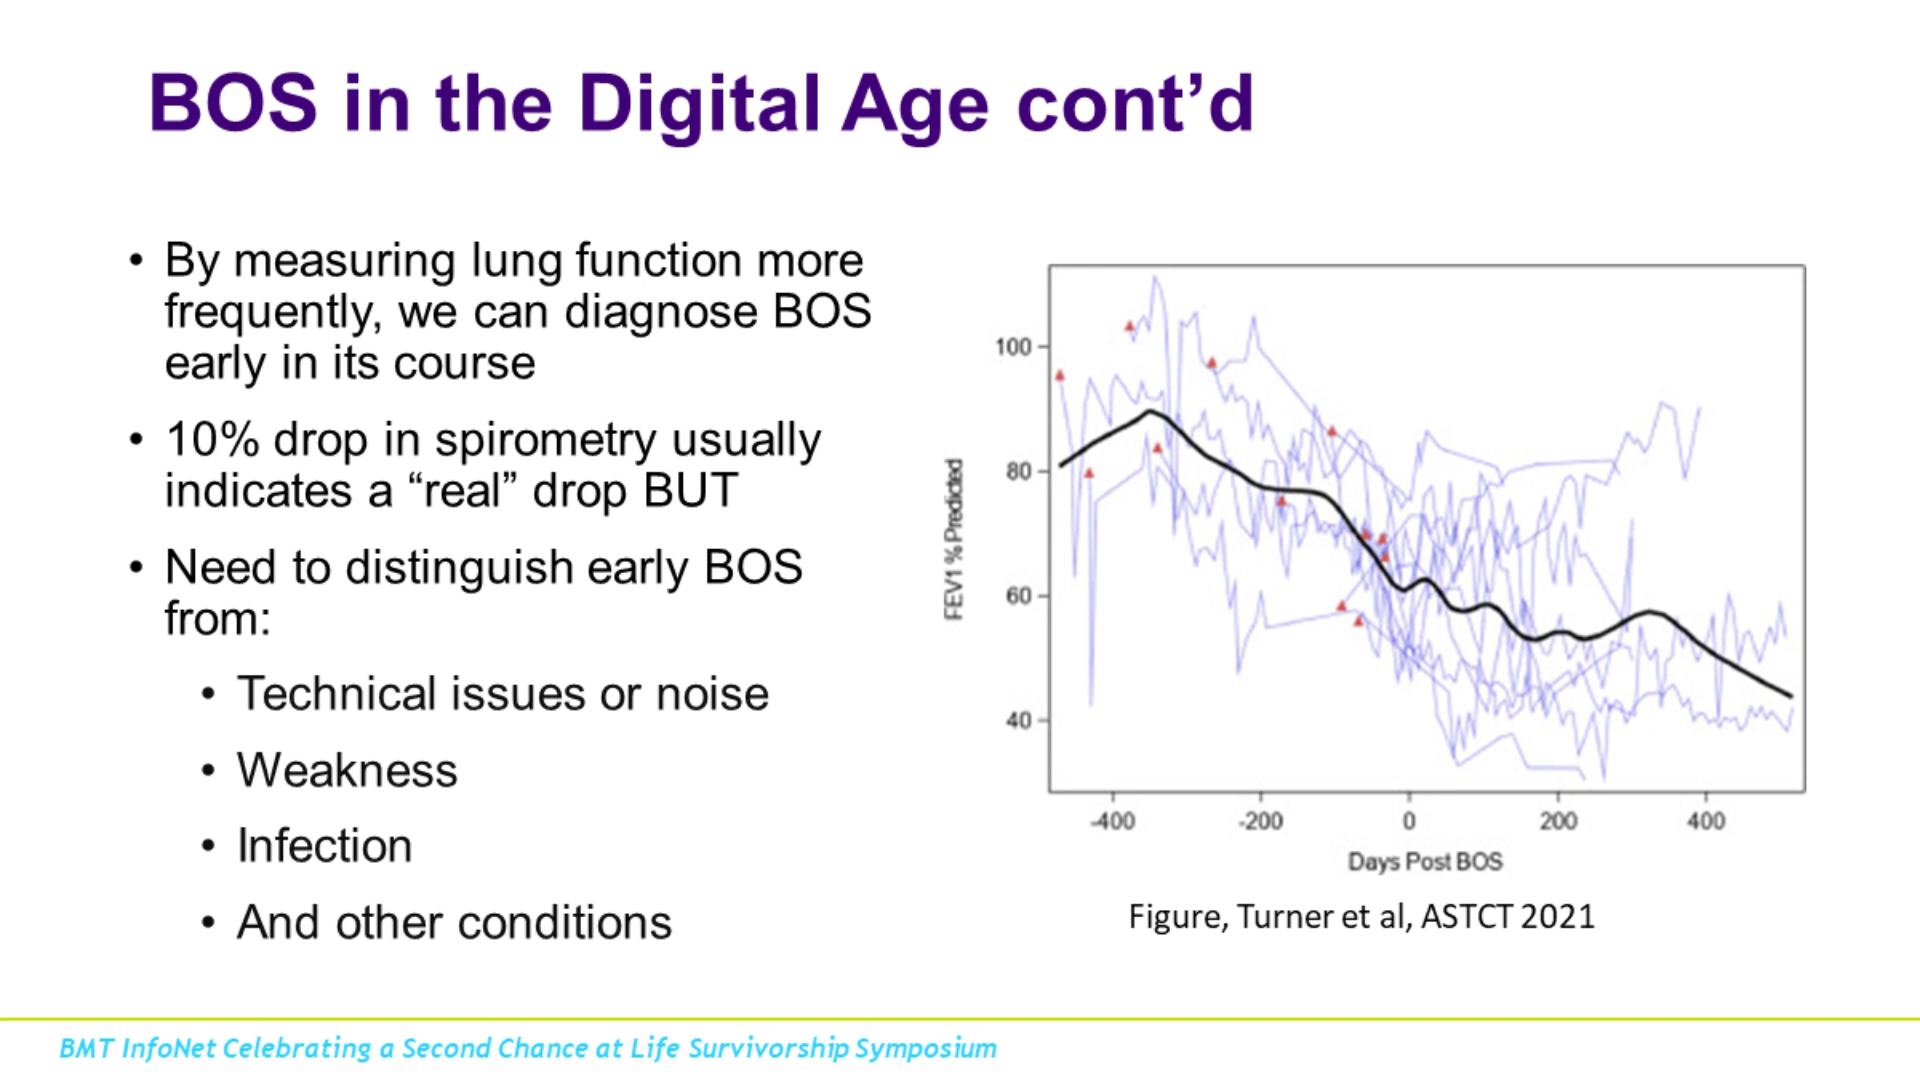 BOS in the Digital Age cont’d
• By measuring lung function more
frequently, we can diagnose BOS
early in its course
• 10% drop in spirometry usually
indicates a “real” drop BUT
• Need to distinguish early BOS
from:
• Technical issues or noise
• Weakness
• Infection
• And other conditions
FEV1 % Predicted
100
80
60
40
-400 -200 0 200 400
Days Post BOS
Figure, Turner et al, ASTCT 2021
BMT InfoNet Celebrating a Second Chance at Life Survivorship Symposium